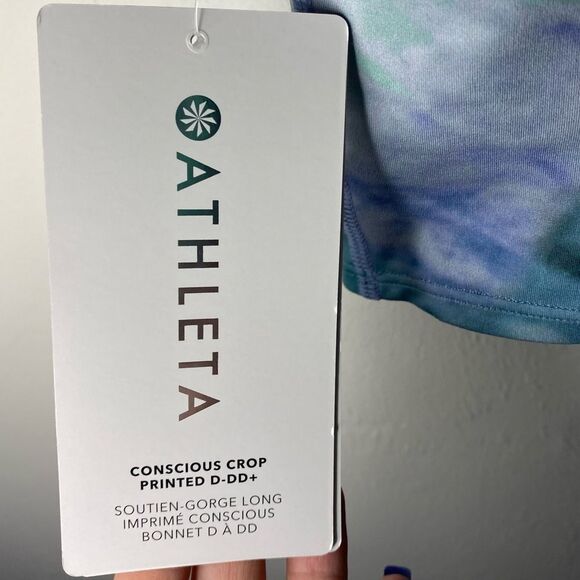 ATHLETA
CONSCIOUS CROP
PRINTED D-DD+
SOUTIEN-GORGE LONG
IMPRIMÉ CONSCIOUS
BONNET D À DD